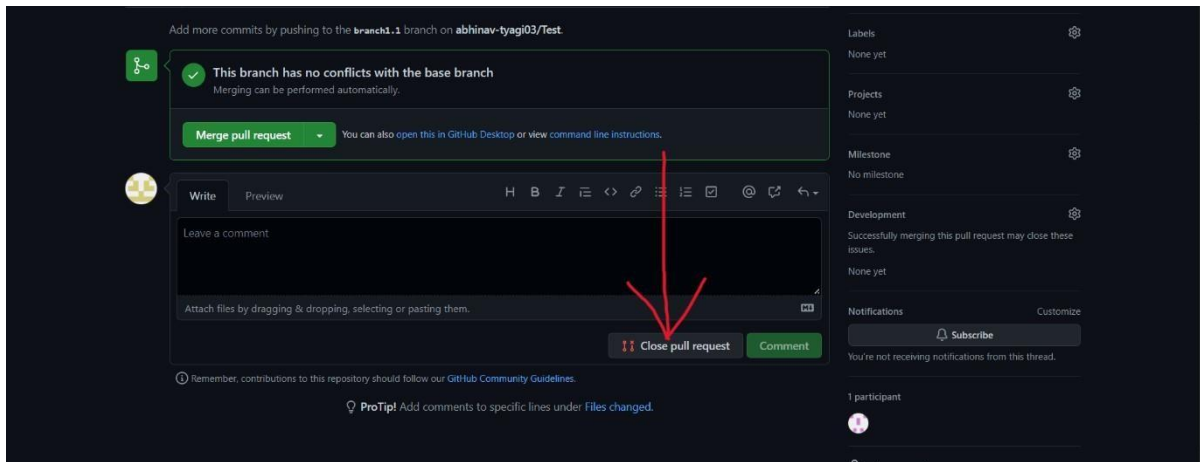 Add more commits by pushing to the branch1.1 branch on abhinav-tyagi03/Test.
This branch has no conflicts with the base branch
Merging can be performed automatically.
Merge pull request
You can also open this in GitHub Desktop or view command line instructions.
Write
Preview
H B I
Leave a comment
Attach files by dragging & dropping, selecting or pasting them.
Close pull request
Comment
Remember, contributions to this repository should follow our GitHub Community Guidelines.
ProTip! Add comments to specific lines under Files changed.
Labels
None yet
Projects
None yet
Milestone
No milestone
Development
Successfully merging this pull request may close these
issues.
None yet
Notifications
Customize
Subscribe
You're not receiving notifications from this thread.
1 participant